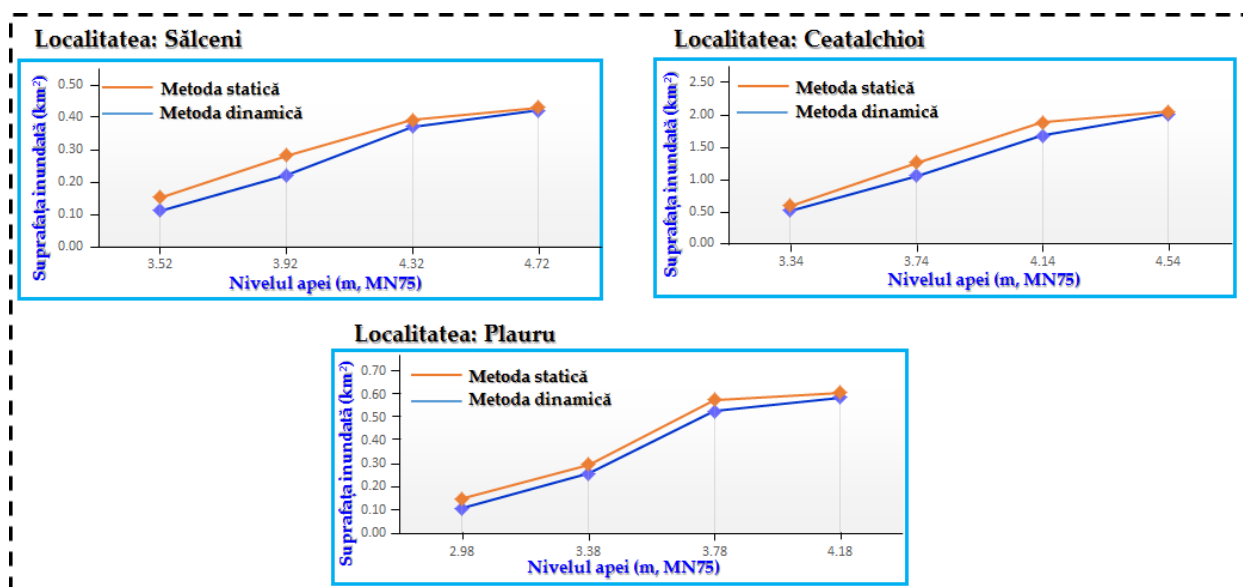 Localitatea: Sălceni
Suprafața inundată (km²)
0.50
0.40
0.30
0.20
0.10
0.00
Metoda statică
Metoda dinamică
3.52 3.92 4.32 4.72
Nivelul apei (m, MN75)
Localitatea: Ceatalchioi
Suprafața inundată (km²)
2.50
2.00
1.50
1.00
0.50
0.00
Metoda statică
Metoda dinamică
3.34 3.74 4.14 4.54
Nivelul apei (m, MN75)
Localitatea: Plauru
Suprafața inundată (km²)
0.70
0.60
0.50
0.40
0.30
0.20
0.10
0.00
Metoda statică
Metoda dinamică
2.98 3.38 3.78 4.18
Nivelul apei (m, MN75)